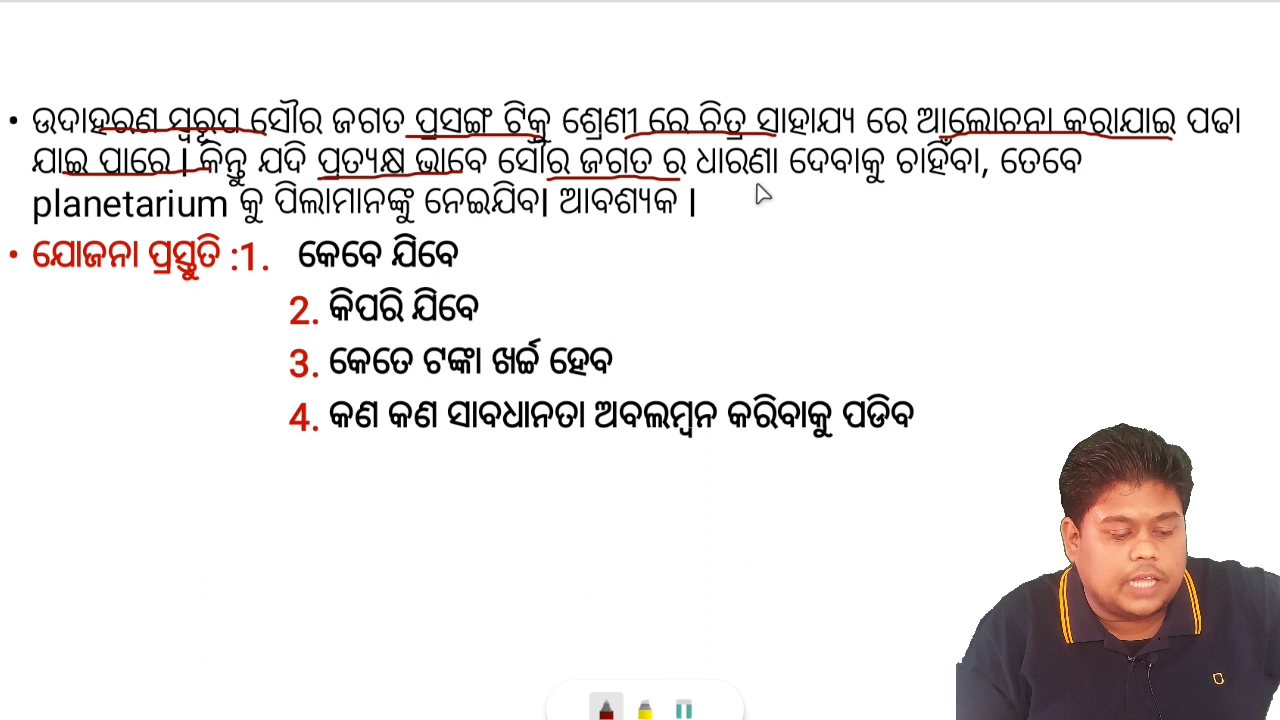 • ଉଦାହରଣ ସ୍ୱରୂପ ସୌର ଜଗତ ପ୍ରସଙ୍ଗ ଟିକୁ ଶ୍ରେଣୀ ରେ ଚିତ୍ର ସାହାଯ୍ୟ ରେ ଆଲୋଚନା କରାଯାଇ ପଢା
ଯାଇ ପାରେ | କିନ୍ତୁ ଯଦି ପ୍ରତ୍ୟକ୍ଷ ଭାବେ ସୌର ଜଗତ ର ଧାରଣା ଦେବାକୁ ଚାହିଁବା, ତେବେ
planetarium କୁ ପିଲାମାନଙ୍କୁ ନେଇଯିବା ଆବଶ୍ୟକ |
• ଯୋଜନା ପ୍ରସ୍ତୁତି :1. କେବେ ଯିବେ
2. କିପରି ଯିବେ
3. କେତେ ଟଙ୍କା ଖର୍ଚ୍ଚ ହେବ
4. କଣ କଣ ସାବଧାନତା ଅବଲମ୍ବନ କରିବାକୁ ପଡିବ